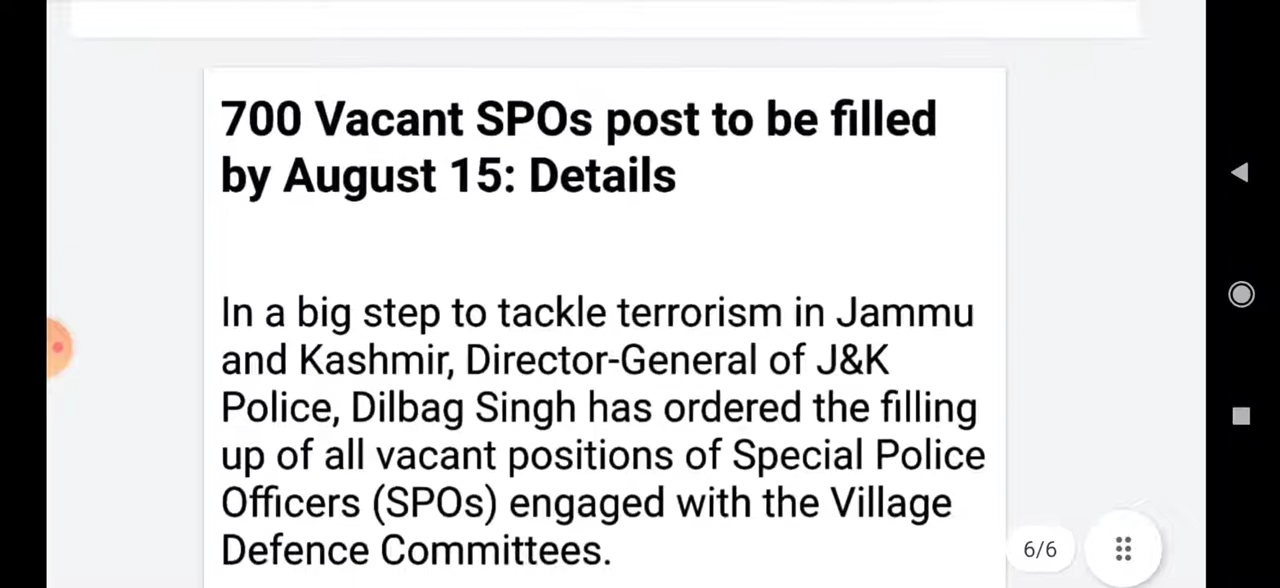 700 Vacant SPOs post to be filled
by August 15: Details
In a big step to tackle terrorism in Jammu
and Kashmir, Director-General of J&K
Police, Dilbag Singh has ordered the filling
up of all vacant positions of Special Police
Officers (SPOs) engaged with the Village
Defence Committees.
6/6